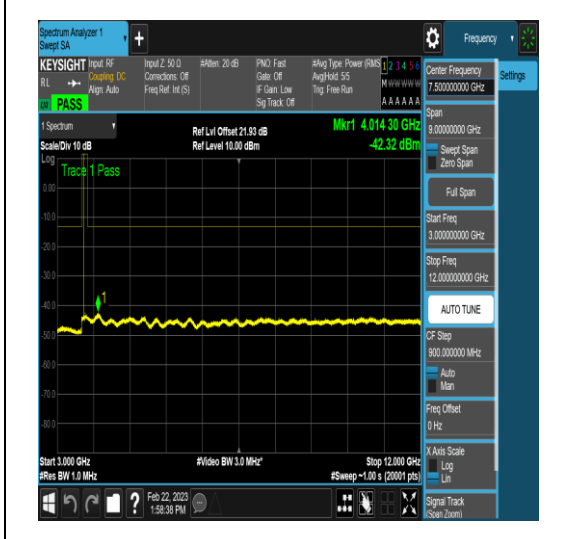 Spectrum Analyzer 1
Swept SA
Frequency
KEYSIGHT
RL
PASS
Input: RF
Coupling: DC
Align: Auto
Input Z: 50 Ω
Corrections: Off
Freq Ref: Int (S)
#Atten: 20 dB
PNO: Fast
Gate: Off
IF Gain: Low
Sig Track: Off
#Avg Type: Power (RMS
Avg|Hold: 5/5
Trig: Free Run
1 2 3 4 5 6
M W W W W W
A A A A A A
1 Spectrum
Scale/Div 10 dB
Ref Lvl Offset 21.93 dB
Ref Level 10.00 dBm
Mkr1 4.014 30 GHz
-42.32 dBm
Log
Trace 1 Pass
0.00
-10.0
-20.0
-30.0
-40.0
-50.0
-60.0
-70.0
-80.0
1
Start 3.000 GHz
#Res BW 1.0 MHz
#Video BW 3.0 MHz*
Stop 12.000 GHz
#Sweep ~1.00 s (20001 pts)
Feb 22, 2023
1:58:38 PM
Center Frequency
7.500000000 GHz
Settings
Span
9.00000000 GHz
Swept Span
Zero Span
Full Span
Start Freq
3.000000000 GHz
Stop Freq
12.000000000 GHz
AUTO TUNE
CF Step
900.000000 MHz
Auto
Man
Freq Offset
0 Hz
X Axis Scale
Log
Lin
Signal Track
(Span Zoom)